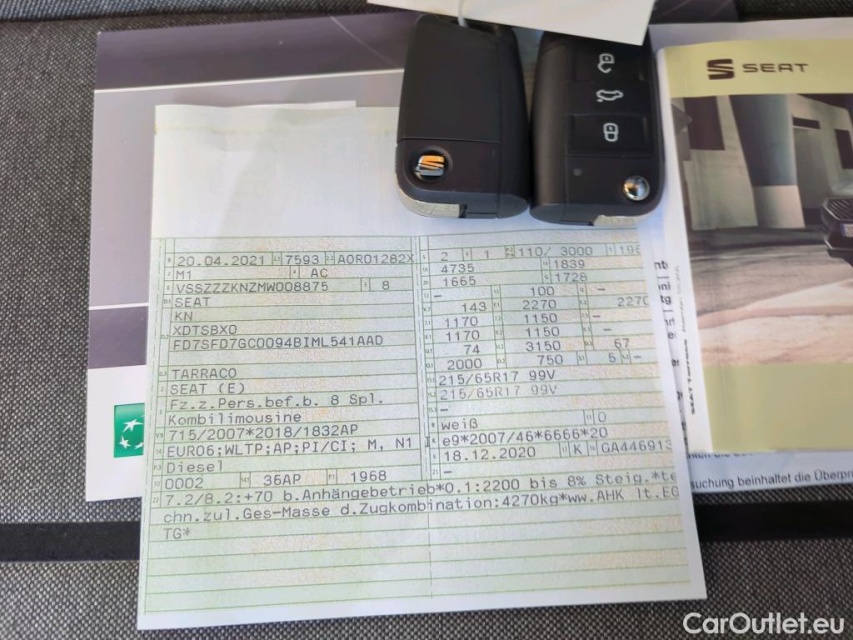 SEAT
20.04.2021 7593 A0R01282X
M1 AC
VSSZZZKNZMW008875 8
SEAT
KN
XDTSBX0
FD7SFD7GC0094BIML541AAD
TARRACO
SEAT (E)
Fz.z.Pers.bef.b. 8 Spl.
Kombilimousine
715/2007*2018/1832AP
EURO6;WLTP;AP;PI/CI; M, N1 I
Diesel
0002 36AP 1968
2 1 110/ 3000
4735 1839
1665 1728
— 100 —
143 2270 2270
1170 1150 —
1170 1150 —
74 3150 67
2000 750 5 —
215/65R17 99V
215/65R17 99V
—
weiß 0
e9*2007/46*6666*20
18.12.2020 K GA446913
—
7.2/8.2:+70 b.Anhängebetrieb*0.1:2200 bis 8% Steig.*te
chn.zul.Ges-Masse d.Zugkombination:4270kg*ww.AHK lt.EG
TG*
beinhaltet die Überpr
CarOutlet.eu